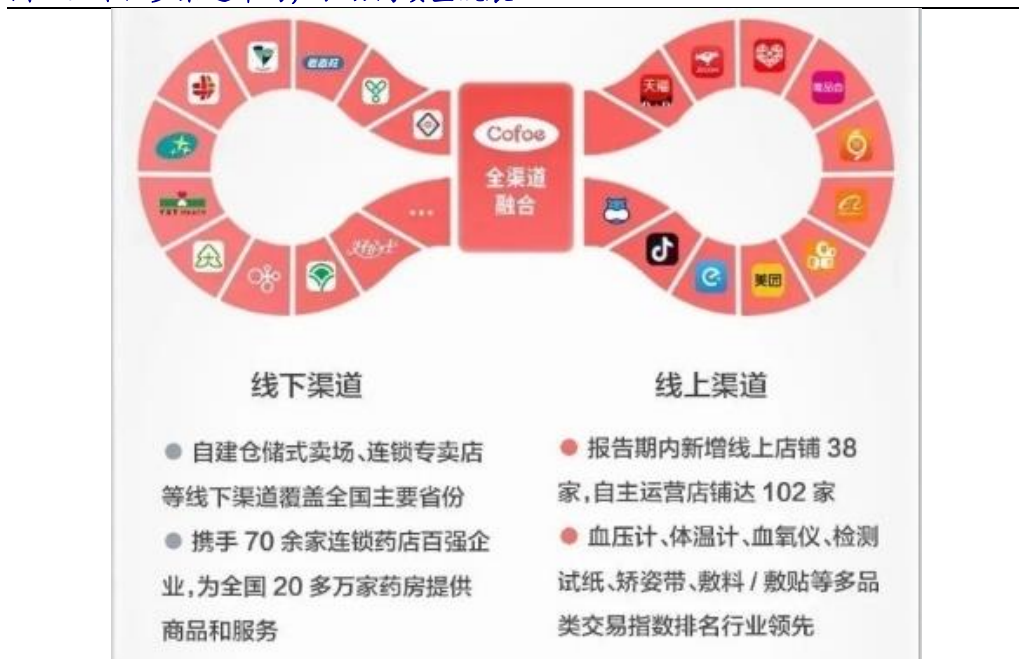 天猫
唯品会
Cofoe
全渠道
融合
美团
线下渠道
自建仓储式卖场、连锁专卖店
等线下渠道覆盖全国主要省份
携手 70 余家连锁药店百强企
业,为全国 20 多万家药房提供
商品和服务
线上渠道
报告期内新增线上店铺 38
家,自主运营店铺达 102 家
血压计、体温计、血氧仪、检测
试纸、矫姿带、敷料 / 敷贴等多品
类交易指数排名行业领先